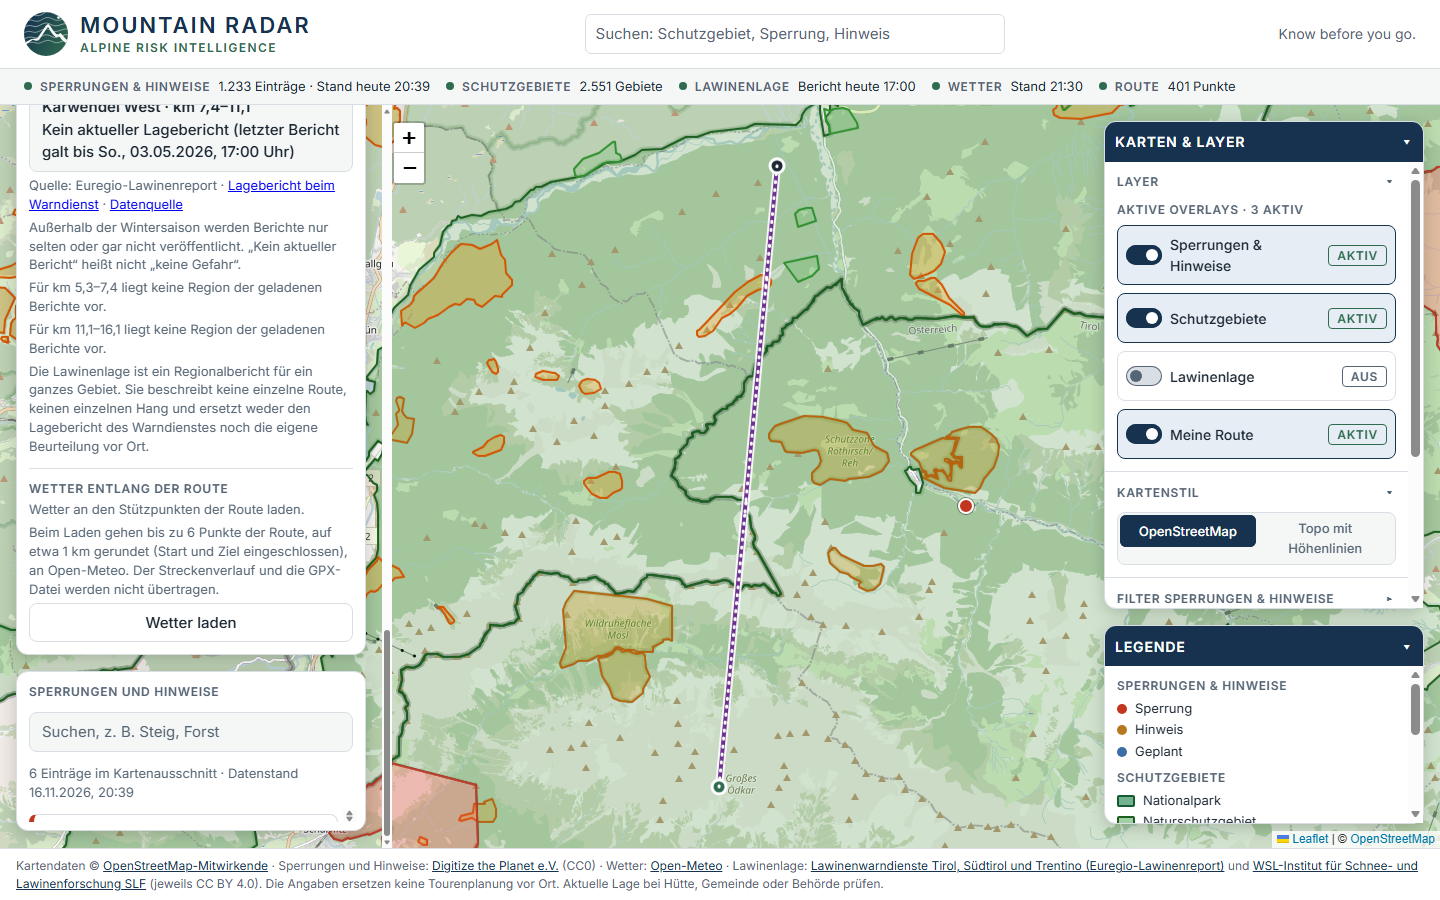 MOUNTAIN RADAR
ALPINE RISK INTELLIGENCE
Suchen: Schutzgebiet, Sperrung, Hinweis
Know before you go.
SPERRUNGEN & HINWEISE 1.233 Einträge · Stand heute 20:39
SCHUTZGEBIETE 2.551 Gebiete
LAWINENLAGE Bericht heute 17:00
WETTER Stand 21:30
ROUTE 401 Punkte
Karwendel West · km 7,4–11,1
Kein aktueller Lagebericht (letzter Bericht
galt bis So., 03.05.2026, 17:00 Uhr)
Quelle: Euregio-Lawinenreport · Lagebericht beim
Warndienst · Datenquelle
Außerhalb der Wintersaison werden Berichte nur
selten oder gar nicht veröffentlicht. „Kein aktueller
Bericht“ heißt nicht „keine Gefahr“.
Für km 5,3–7,4 liegt keine Region der geladenen
Berichte vor.
Für km 11,1–16,1 liegt keine Region der geladenen
Berichte vor.
Die Lawinenlage ist ein Regionalbericht für ein
ganzes Gebiet. Sie beschreibt keine einzelne Route,
keinen einzelnen Hang und ersetzt weder den
Lagebericht des Warndienstes noch die eigene
Beurteilung vor Ort.
WETTER ENTLANG DER ROUTE
Wetter an den Stützpunkten der Route laden.
Beim Laden gehen bis zu 6 Punkte der Route, auf
etwa 1 km gerundet (Start und Ziel eingeschlossen),
an Open-Meteo. Der Streckenverlauf und die GPX-
Datei werden nicht übertragen.
Wetter laden
SPERRUNGEN UND HINWEISE
Suchen, z. B. Steig, Forst
6 Einträge im Kartenausschnitt · Datenstand
16.11.2026, 20:39
+
−
Österreich
Tirol
Schutzzone
Rothirsch/
Reh
Wildruhefläche
Mösl
Großes
Ödkar
KARTEN & LAYER
LAYER
AKTIVE OVERLAYS · 3 AKTIV
Sperrungen &
Hinweise
AKTIV
Schutzgebiete
AKTIV
Lawinenlage
AUS
Meine Route
AKTIV
KARTENSTIL
OpenStreetMap
Topo mit
Höhenlinien
FILTER SPERRUNGEN & HINWEISE
LEGENDE
SPERRUNGEN & HINWEISE
Sperrung
Hinweis
Geplant
SCHUTZGEBIETE
Nationalpark
Naturschutzgebiet
Leaflet | © OpenStreetMap
Kartendaten © OpenStreetMap-Mitwirkende · Sperrungen und Hinweise: Digitize the Planet e.V. (CC0) · Wetter: Open-Meteo · Lawinenlage: Lawinenwarndienste Tirol, Südtirol und Trentino (Euregio-Lawinenreport) und WSL-Institut für Schnee- und
Lawinenforschung SLF (jeweils CC BY 4.0). Die Angaben ersetzen keine Tourenplanung vor Ort. Aktuelle Lage bei Hütte, Gemeinde oder Behörde prüfen.